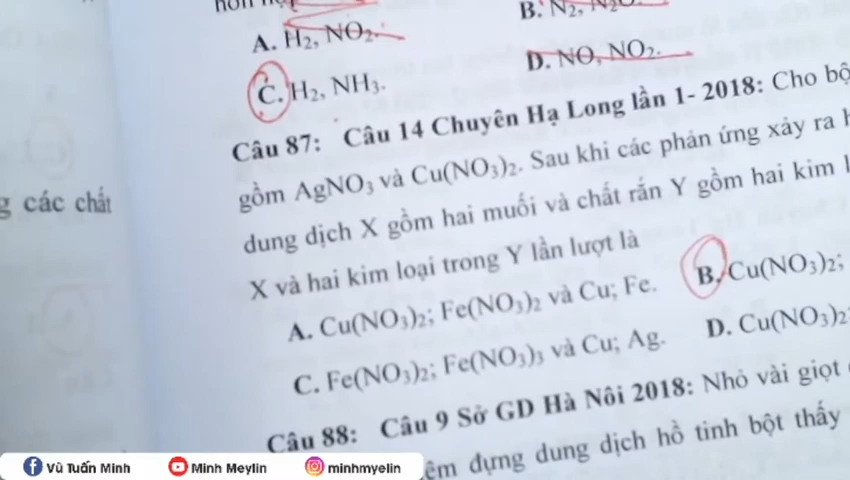 B. N₂, N₂O.
A. H₂, NO₂.
D. NO, NO₂.
C. H₂, NH₃.
Câu 87: Câu 14 Chuyên Hạ Long lần 1- 2018: Cho bộ
gồm AgNO₃ và Cu(NO₃)₂. Sau khi các phản ứng xảy ra
g các chất
dung dịch X gồm hai muối và chất rắn Y gồm hai kim
X và hai kim loại trong Y lần lượt là
A. Cu(NO₃)₂; Fe(NO₃)₂ và Cu; Fe.
B. Cu(NO₃)₂;
C. Fe(NO₃)₂; Fe(NO₃)₃ và Cu; Ag.
D. Cu(NO₃)₂
Câu 88: Câu 9 Sở GD Hà Nôi 2018: Nhỏ vài giọt
êm đựng dung dịch hồ tinh bột thấy
Vũ Tuấn Minh
Minh Meylin
minhmyelin